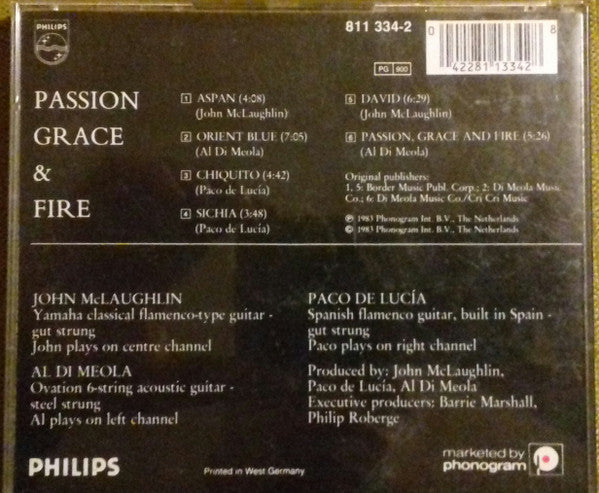 PHILIPS
811 334-2
0
8
42281 13342
PG 900
PASSION
GRACE
&
FIRE
1 ASPAN (4:08)
(John McLaughlin)
2 ORIENT BLUE (7:05)
(Al Di Meola)
3 CHIQUITO (4:42)
(Paco de Lucía)
4 SICHIA (3:48)
(Paco de Lucía)
5 DAVID (6:29)
(John McLaughlin)
6 PASSION, GRACE AND FIRE (5:26)
(Al Di Meola)
Original publishers:
1, 5: Border Music Publ. Corp.; 2: Di Meola Music
Co.; 6: Di Meola Music Co./Cri Cri Music
℗ 1983 Phonogram Int. B.V., The Netherlands
© 1983 Phonogram Int. B.V., The Netherlands
JOHN McLAUGHLIN
Yamaha classical flamenco-type guitar -
gut strung
John plays on centre channel
AL DI MEOLA
Ovation 6-string acoustic guitar -
steel strung
Al plays on left channel
PACO DE LUCÍA
Spanish flamenco guitar, built in Spain -
gut strung
Paco plays on right channel
Produced by: John McLaughlin,
Paco de Lucía, Al Di Meola
Executive producers: Barrie Marshall,
Philip Roberge
PHILIPS
Printed in West Germany
marketed by
phonogram